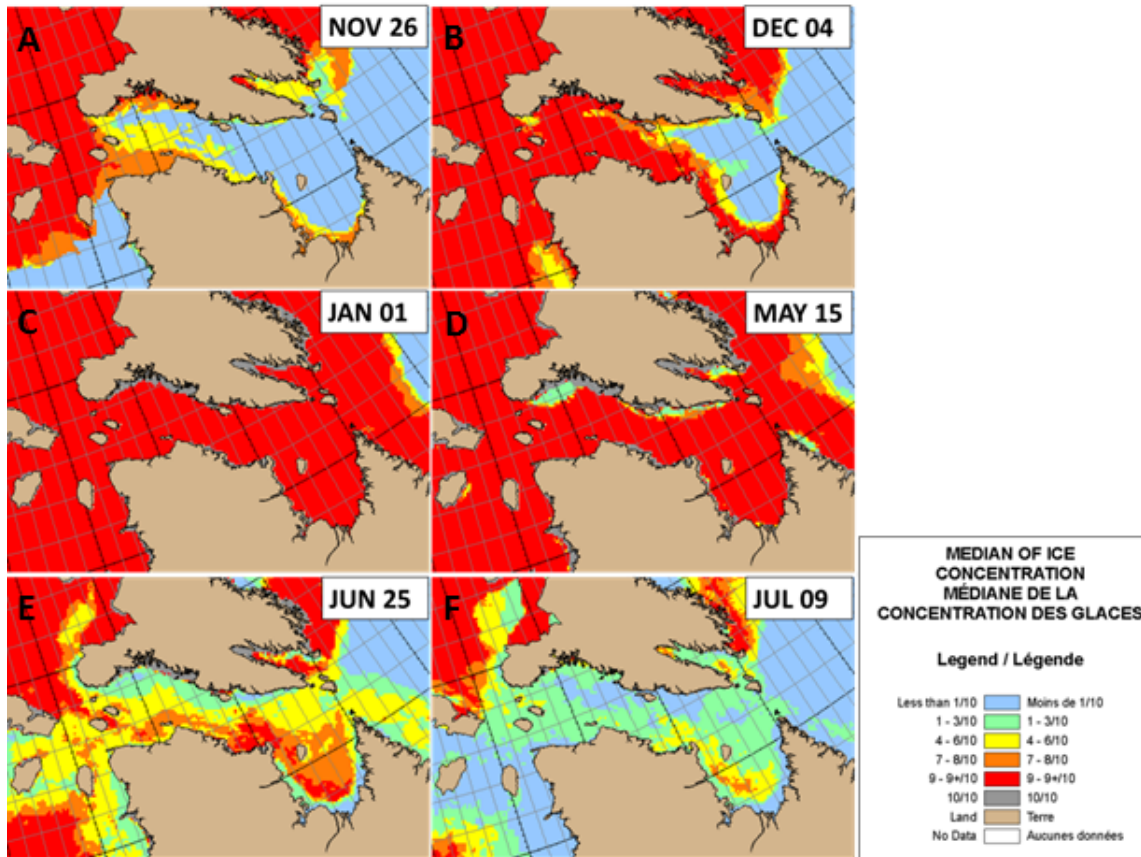 A
NOV 26
B
DEC 04
C
JAN 01
D
MAY 15
E
JUN 25
F
JUL 09
MEDIAN OF ICE
CONCENTRATION
MÉDIANE DE LA
CONCENTRATION DES GLACES
Legend / Légende
Less than 1/10 Moins de 1/10
1 - 3/10 1 - 3/10
4 - 6/10 4 - 6/10
7 - 8/10 7 - 8/10
9 - 9+/10 9 - 9+/10
10/10 10/10
Land Terre
No Data Aucunes données